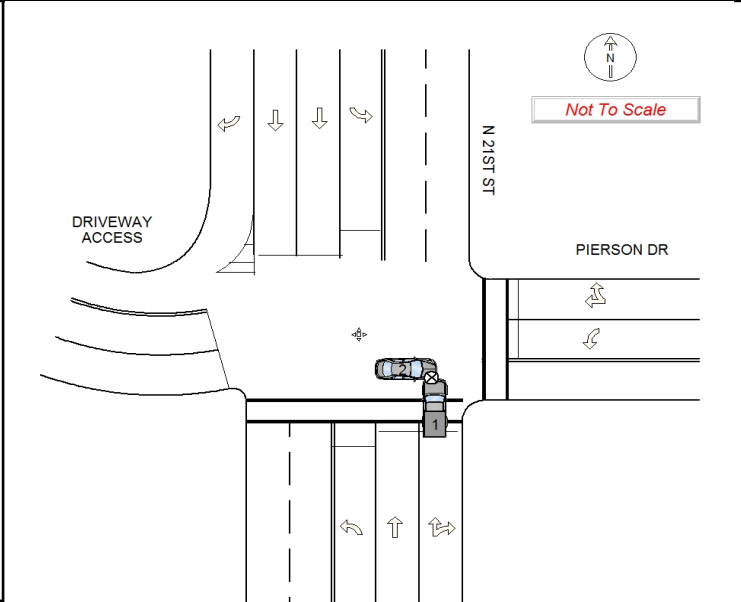 N
Not To Scale
N 21ST ST
DRIVEWAY
ACCESS
PIERSON DR
2
1